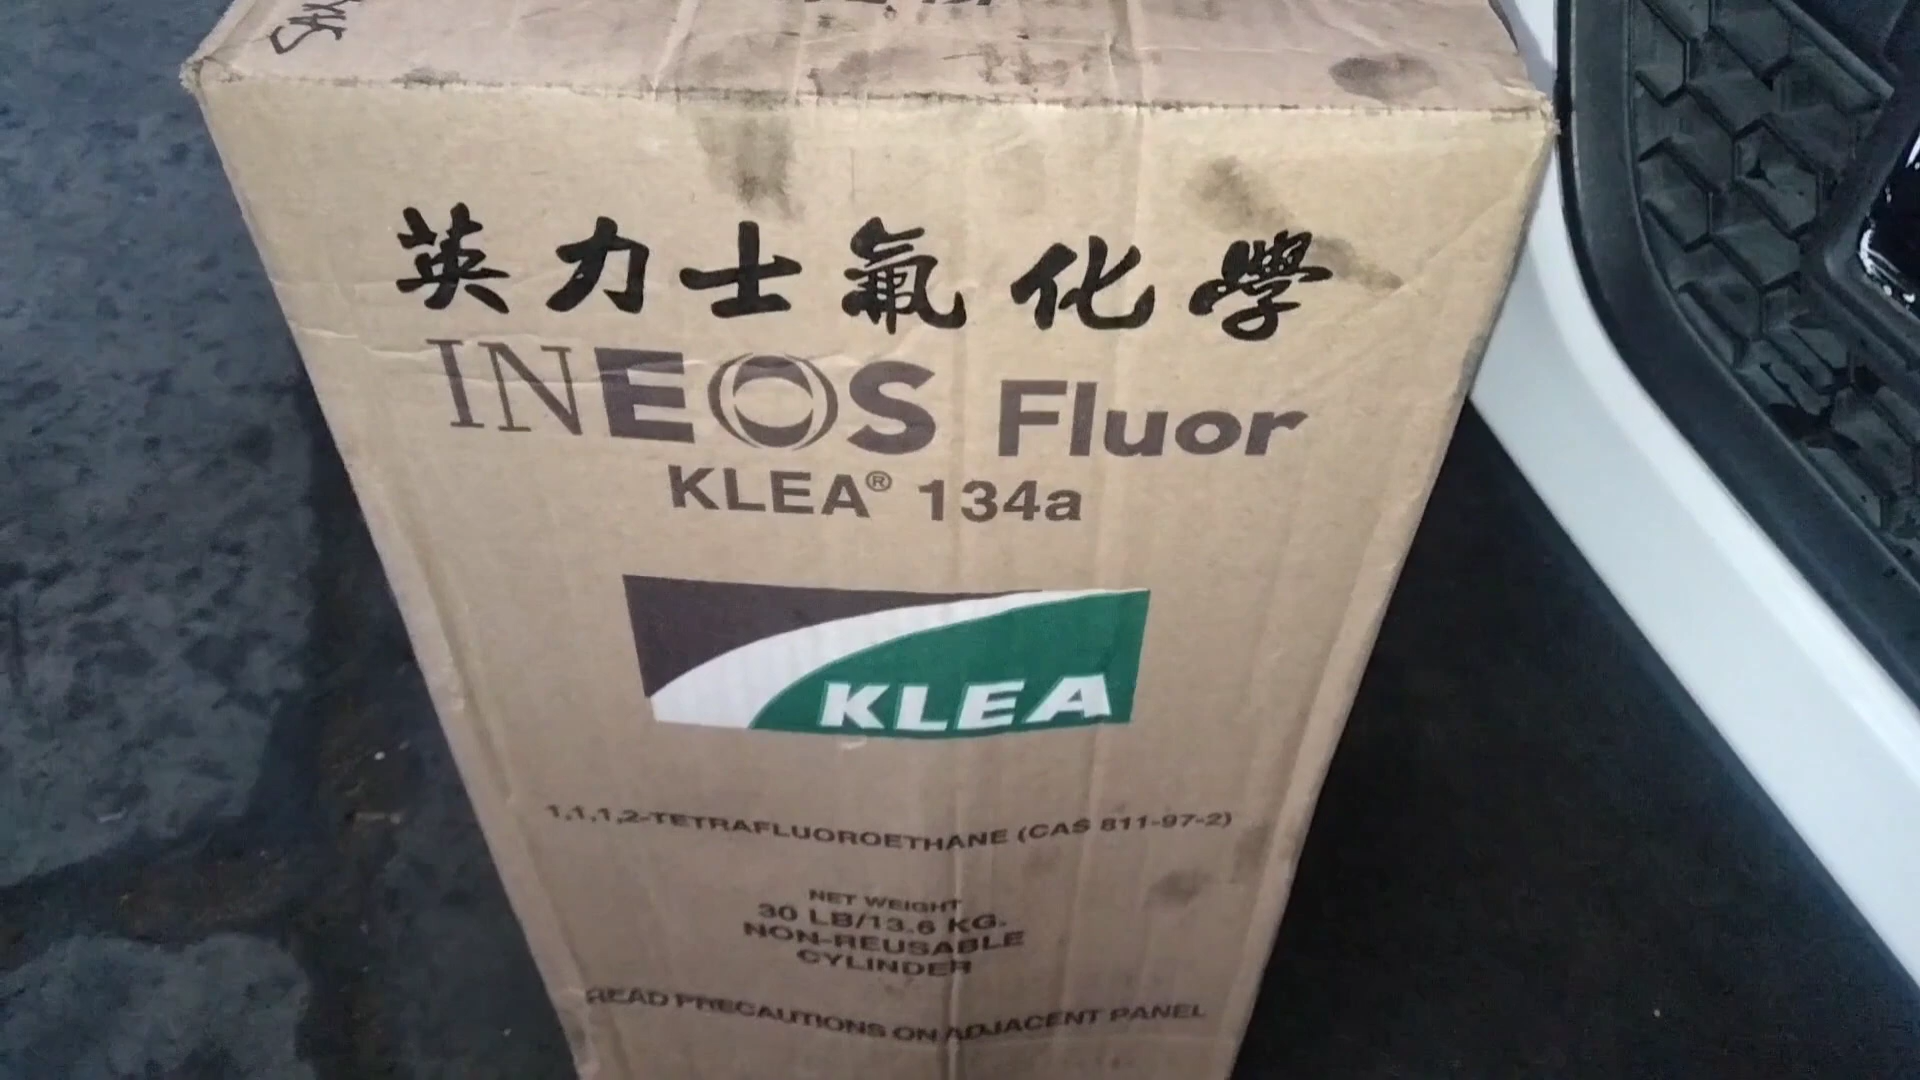 英力士氟化學
INEOS Fluor
KLEA® 134a
KLEA
1,1,1,2-TETRAFLUOROETHANE (CAS 811-97-2)
NET WEIGHT
30 LB/13.6 KG.
NON-REUSABLE
CYLINDER
READ PRECAUTIONS ON ADJACENT PANEL